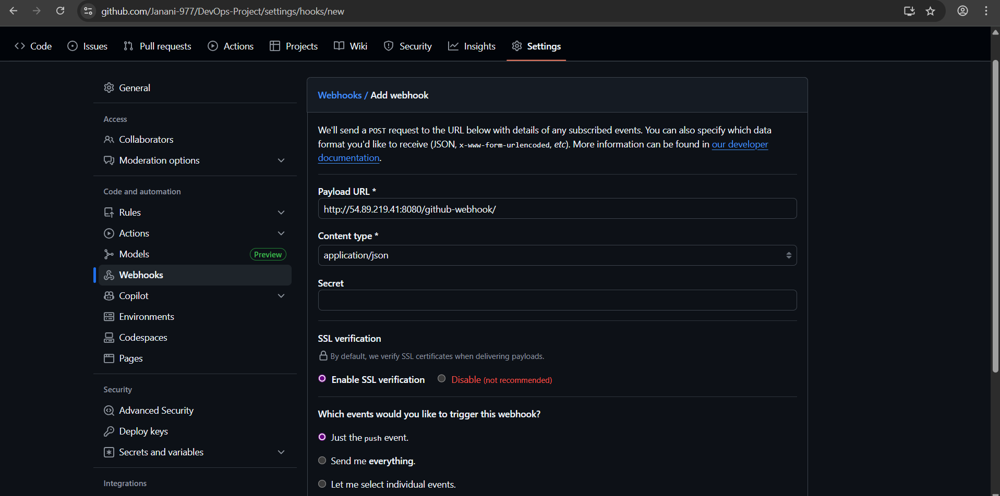 github.com/Janani-977/DevOps-Project/settings/hooks/new
Code Issues Pull requests Actions Projects Wiki Security Insights Settings
General
Access
Collaborators
Moderation options
Code and automation
Rules
Actions
Models Preview
Webhooks
Copilot
Environments
Codespaces
Pages
Security
Advanced Security
Deploy keys
Secrets and variables
Integrations
Webhooks / Add webhook
We'll send a POST request to the URL below with details of any subscribed events. You can also specify which data
format you'd like to receive (JSON, x-www-form-urlencoded, etc). More information can be found in our developer
documentation.
Payload URL *
http://54.89.219.41:8080/github-webhook/
Content type *
application/json
Secret
SSL verification
By default, we verify SSL certificates when delivering payloads.
Enable SSL verification Disable (not recommended)
Which events would you like to trigger this webhook?
Just the push event.
Send me everything.
Let me select individual events.